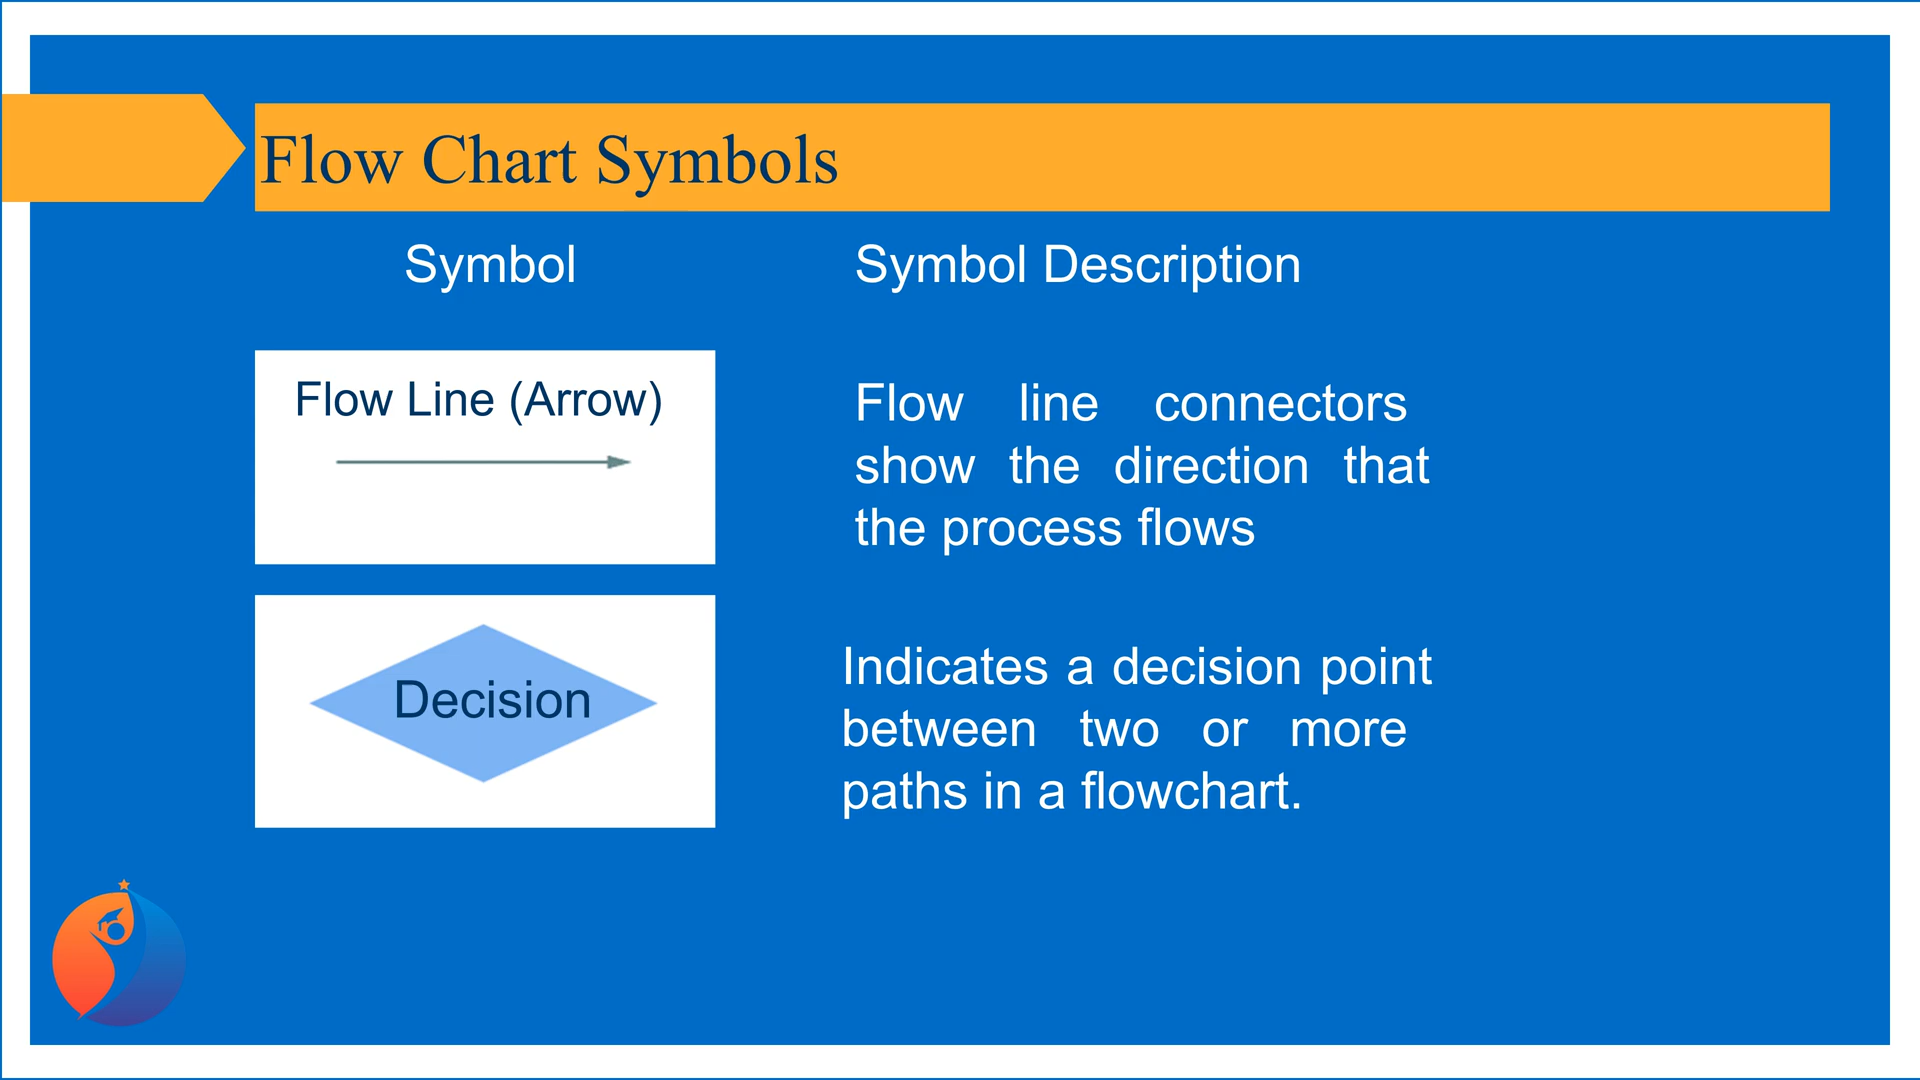 Flow Chart Symbols
Symbol
Symbol Description
Flow Line (Arrow)
Flow line connectors
show the direction that
the process flows
Decision
Indicates a decision point
between two or more
paths in a flowchart.